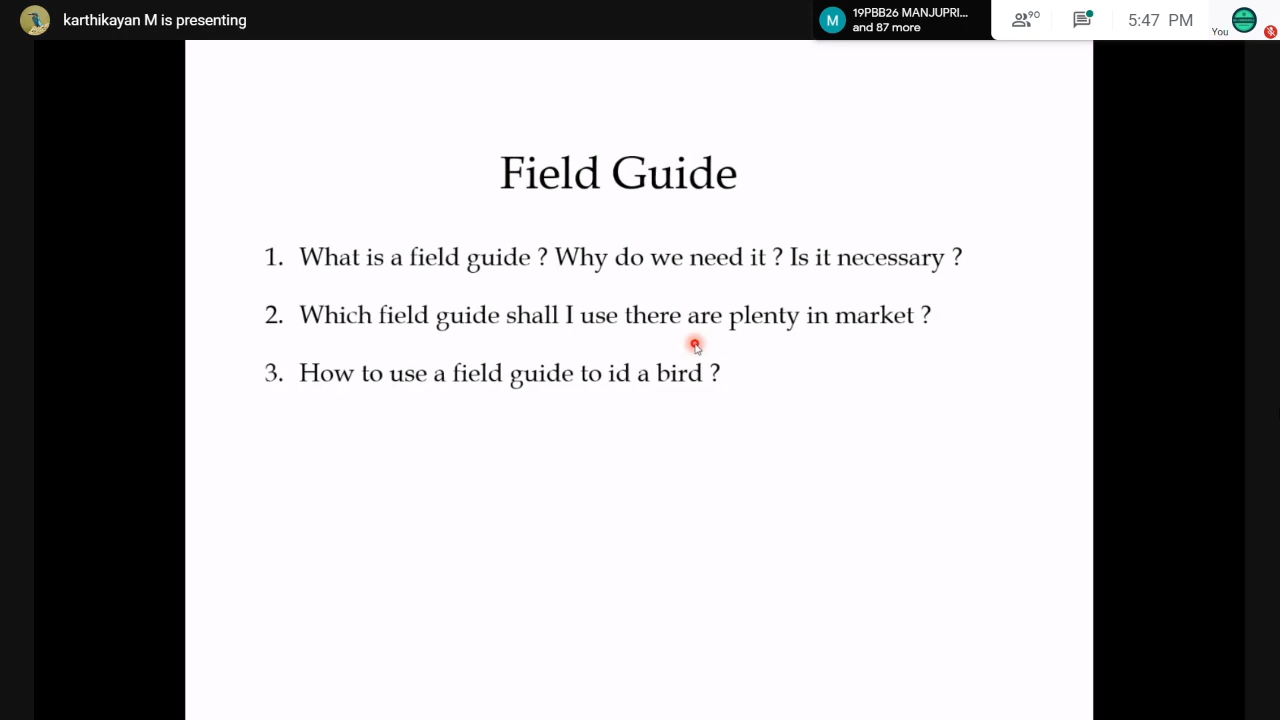 karthikayan M is presenting
M
19PBB26 MANJUPRI...
and 87 more
90
5:47 PM
You
Field Guide
1. What is a field guide ? Why do we need it ? Is it necessary ?
2. Which field guide shall I use there are plenty in market ?
3. How to use a field guide to id a bird ?